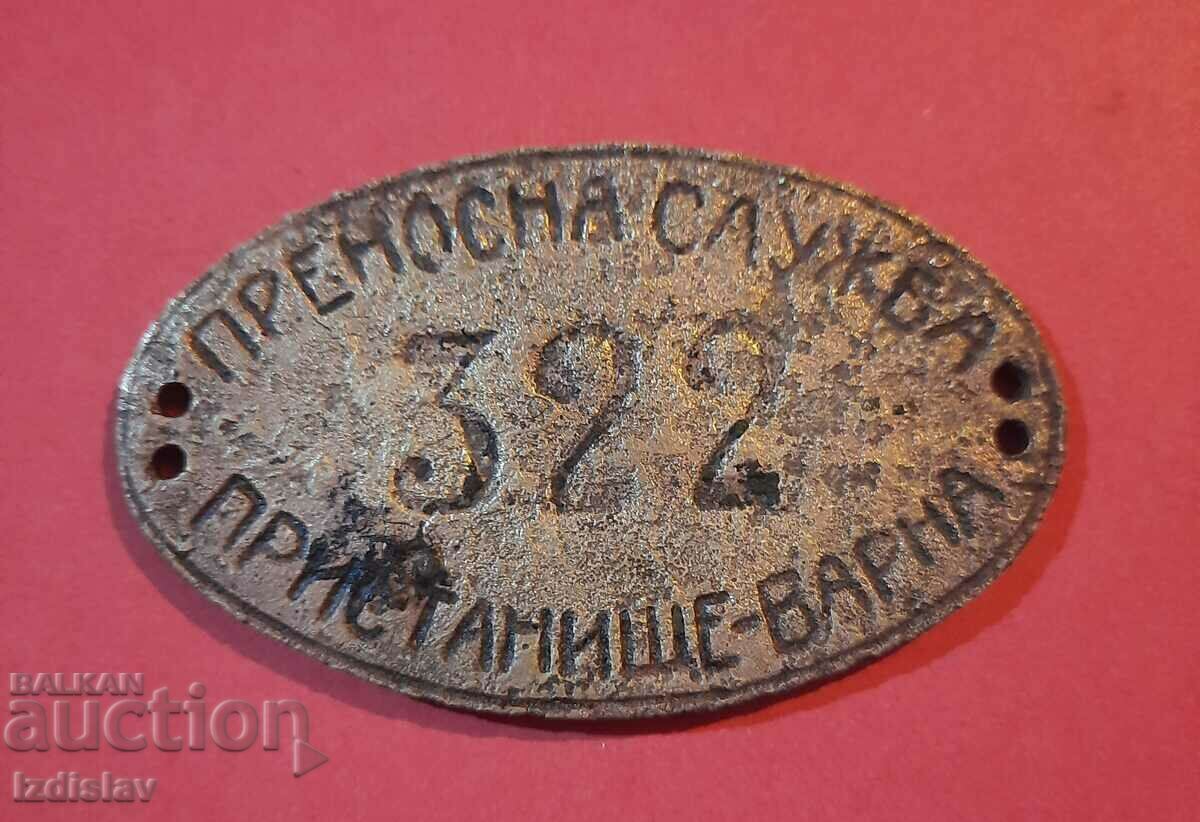 ПРЕНОСНА СЛУЖБА
322
ПРИСТАНИЩЕ-ВАРНА
BALKAN
auction
Izdislav